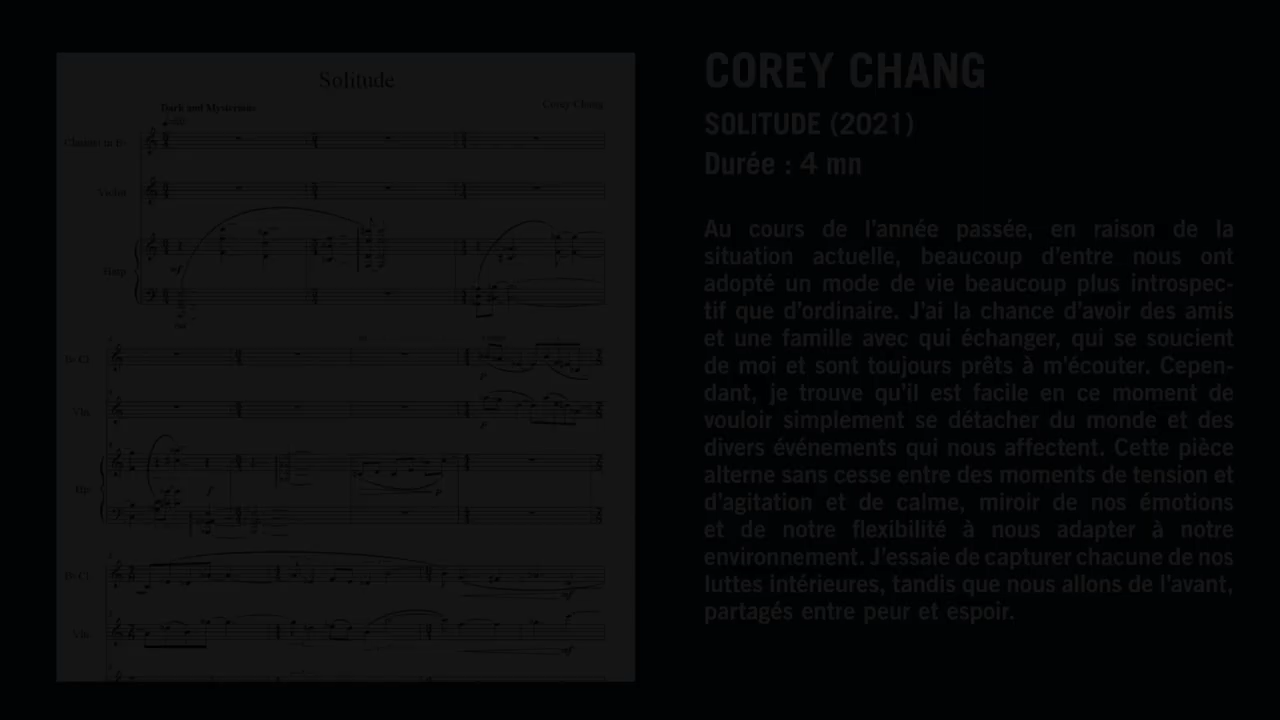 Solitude
Dark and Mysterious
Corey Chang
Clarinet in B♭
Violin
Harp
mf
B♭ Cl.
p
Vln.
p
Hp.
f
p
B♭ Cl.
mf
Vln.
mf
COREY CHANG
SOLITUDE (2021)
Durée : 4 mn
Au cours de l'année passée, en raison de la
situation actuelle, beaucoup d'entre nous ont
adopté un mode de vie beaucoup plus introspec-
tif que d'ordinaire. J'ai la chance d'avoir des amis
et une famille avec qui échanger, qui se soucient
de moi et sont toujours prêts à m'écouter. Cepen-
dant, je trouve qu'il est facile en ce moment de
vouloir simplement se détacher du monde et des
divers événements qui nous affectent. Cette pièce
alterne sans cesse entre des moments de tension et
d'agitation et de calme, miroir de nos émotions
et de notre flexibilité à nous adapter à notre
environnement. J'essaie de capturer chacune de nos
luttes intérieures, tandis que nous allons de l'avant,
partagés entre peur et espoir.